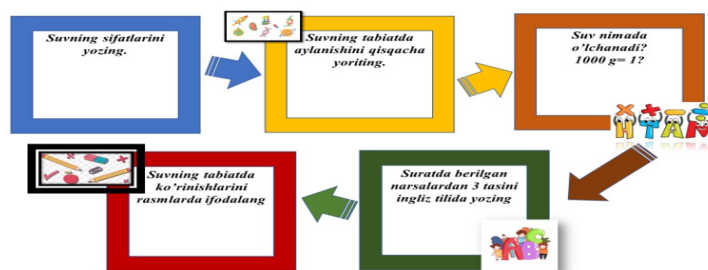 Suvning sifatlarini
yozing.
Suvning tabiatda
aylanishini qisqacha
yoriting.
Suv nimada
o’lchanadi?
1000 g= 1?
Suratda berilgan
narsalardan 3 tasini
ingliz tilida yozing
Suvning tabiatda
ko’rinishlarini
rasmlarda ifodalang